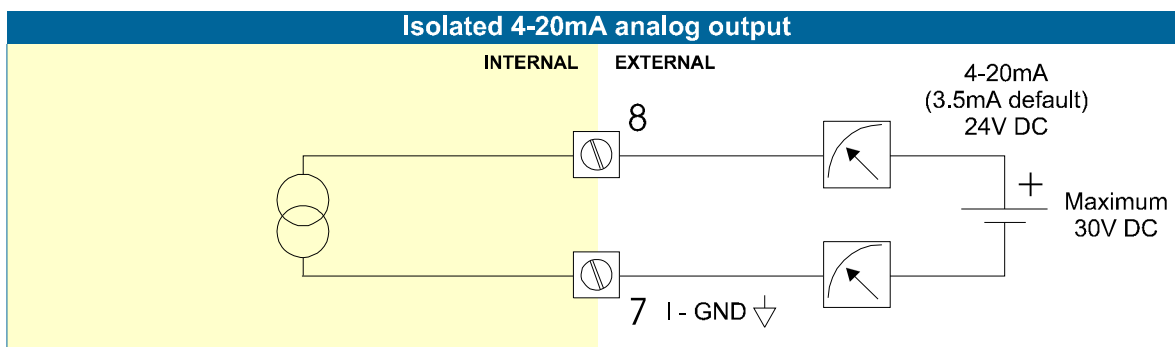 Isolated 4-20mA analog output
INTERNAL EXTERNAL
4-20mA
(3.5mA default)
24V DC
8
+
Maximum
30V DC
7 I - GND